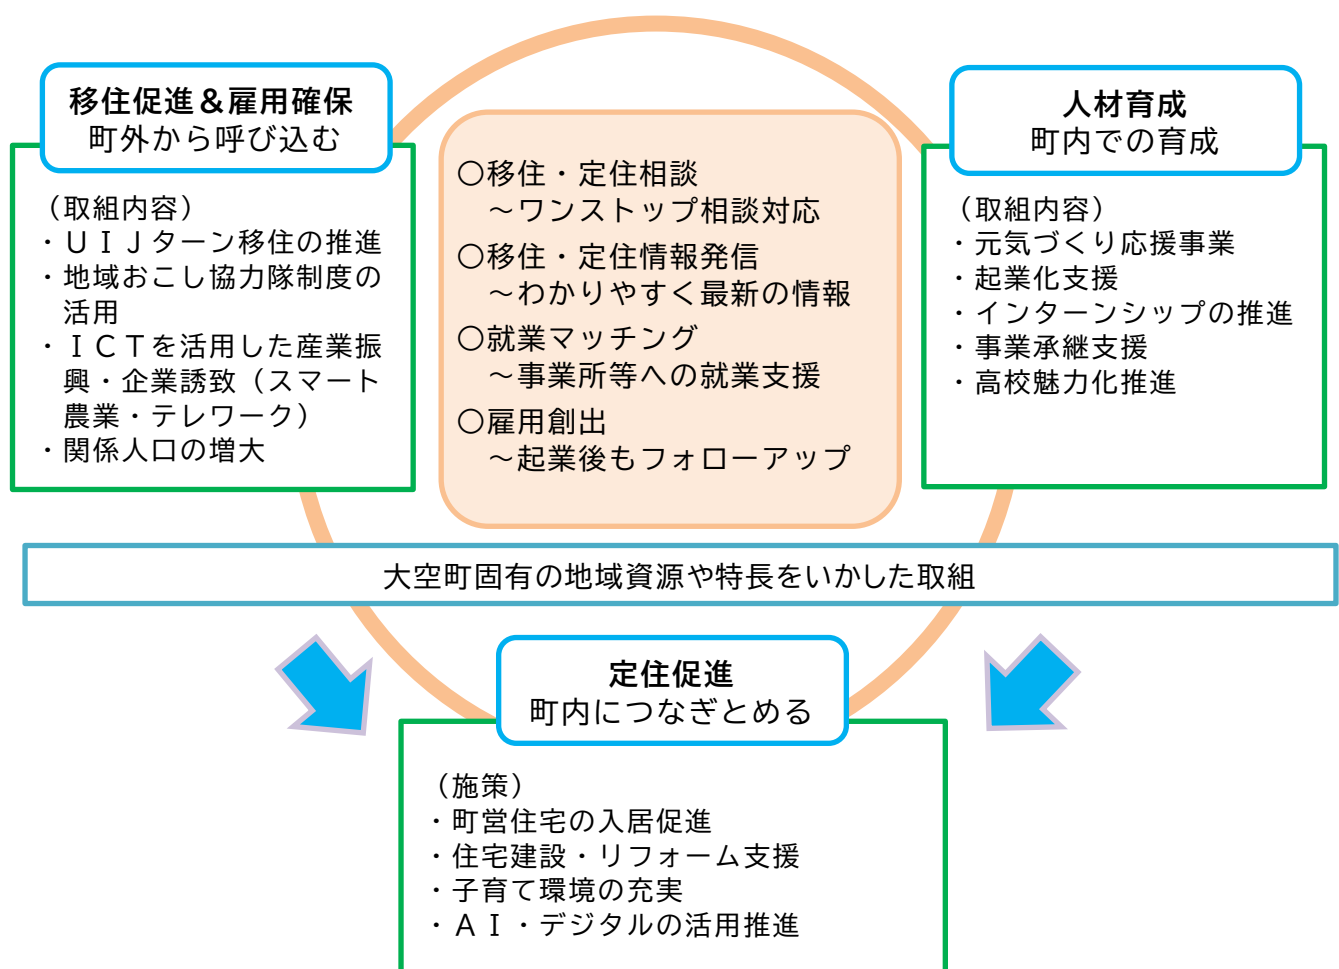 移住促進＆雇用確保
町外から呼び込む
（取組内容）
・ＵＩＪターン移住の推進
・地域おこし協力隊制度の
活用
・ＩＣＴを活用した産業振
興・企業誘致（スマート
農業・テレワーク）
・関係人口の増大
〇移住・定住相談
～ワンストップ相談対応
〇移住・定住情報発信
～わかりやすく最新の情報
〇就業マッチング
～事業所等への就業支援
〇雇用創出
～起業後もフォローアップ
人材育成
町内での育成
（取組内容）
・元気づくり応援事業
・起業化支援
・インターンシップの推進
・事業承継支援
・高校魅力化推進
大空町固有の地域資源や特長をいかした取組
定住促進
町内につなぎとめる
（施策）
・町営住宅の入居促進
・住宅建設・リフォーム支援
・子育て環境の充実
・ＡＩ・デジタルの活用推進